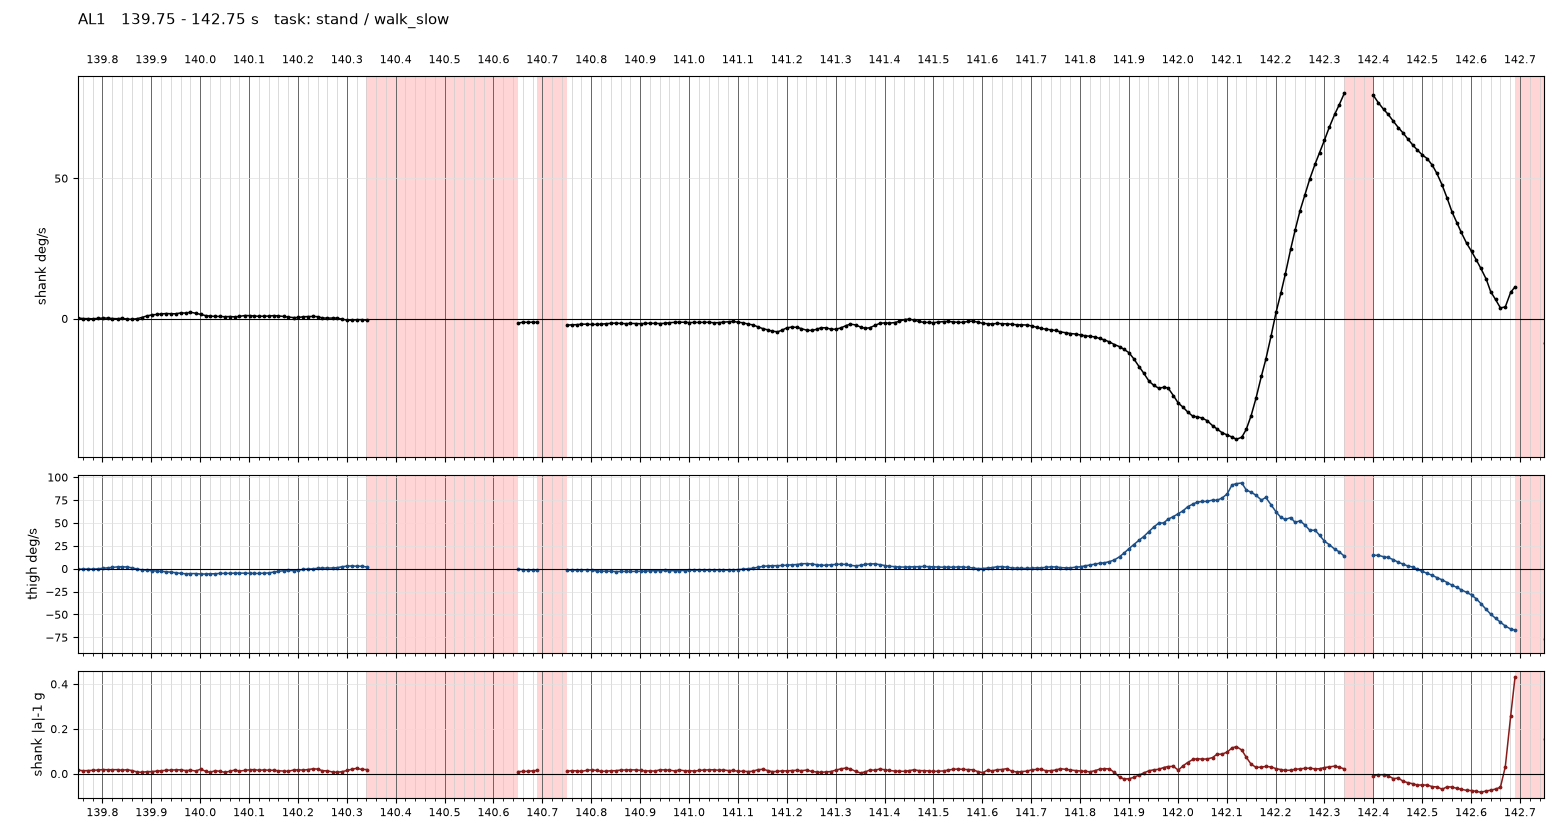 AL1   139.75 - 142.75 s   task: stand / walk_slow
139.8 139.9 140.0 140.1 140.2 140.3 140.4 140.5 140.6 140.7 140.8 140.9 141.0 141.1 141.2 141.3 141.4 141.5 141.6 141.7 141.8 141.9 142.0 142.1 142.2 142.3 142.4 142.5 142.6 142.7
shank deg/s
50
0
thigh deg/s
100
75
50
25
0
−25
−50
−75
shank |a|-1 g
0.4
0.2
0.0
139.8 139.9 140.0 140.1 140.2 140.3 140.4 140.5 140.6 140.7 140.8 140.9 141.0 141.1 141.2 141.3 141.4 141.5 141.6 141.7 141.8 141.9 142.0 142.1 142.2 142.3 142.4 142.5 142.6 142.7